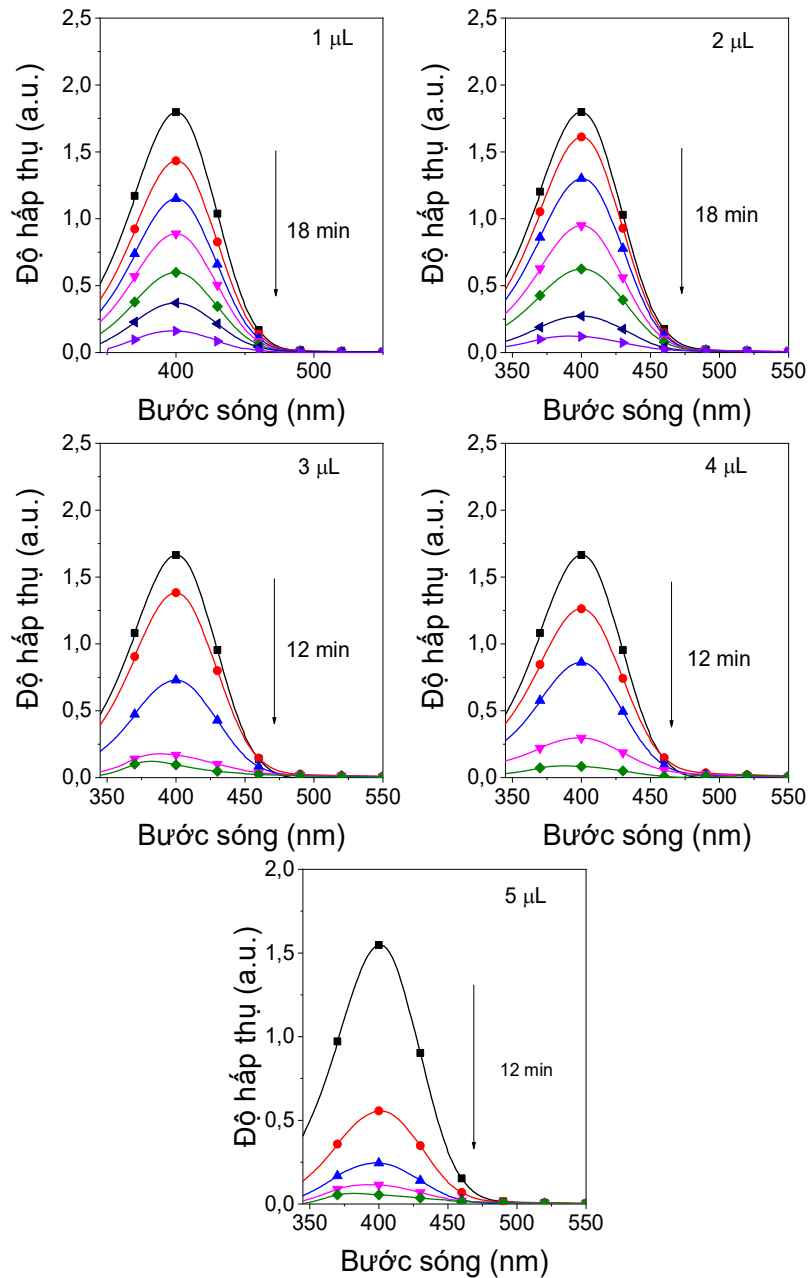 1 μL
Độ hấp thụ (a.u.)
2,5
2,0
1,5
1,0
0,5
0,0
18 min
400
500
Bước sóng (nm)
2 μL
Độ hấp thụ (a.u.)
2,5
2,0
1,5
1,0
0,5
0,0
18 min
350
400
450
500
550
Bước sóng (nm)
3 μL
Độ hấp thụ (a.u.)
2,5
2,0
1,5
1,0
0,5
0,0
12 min
350
400
450
500
550
Bước sóng (nm)
4 μL
Độ hấp thụ (a.u.)
2,5
2,0
1,5
1,0
0,5
0,0
12 min
350
400
450
500
550
Bước sóng (nm)
5 μL
Độ hấp thụ (a.u.)
2,0
1,5
1,0
0,5
0,0
12 min
350
400
450
500
550
Bước sóng (nm)